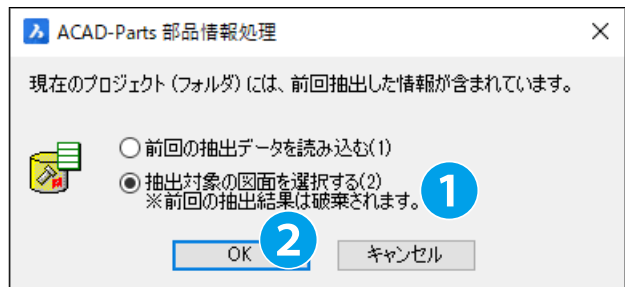 ACAD-Parts 部品情報処理
現在のプロジェクト(フォルダ)には、前回抽出した情報が含まれています。
前回の抽出データを読み込む(1)
抽出対象の図面を選択する(2)
※前回の抽出結果は破棄されます。
1
OK
2
キャンセル